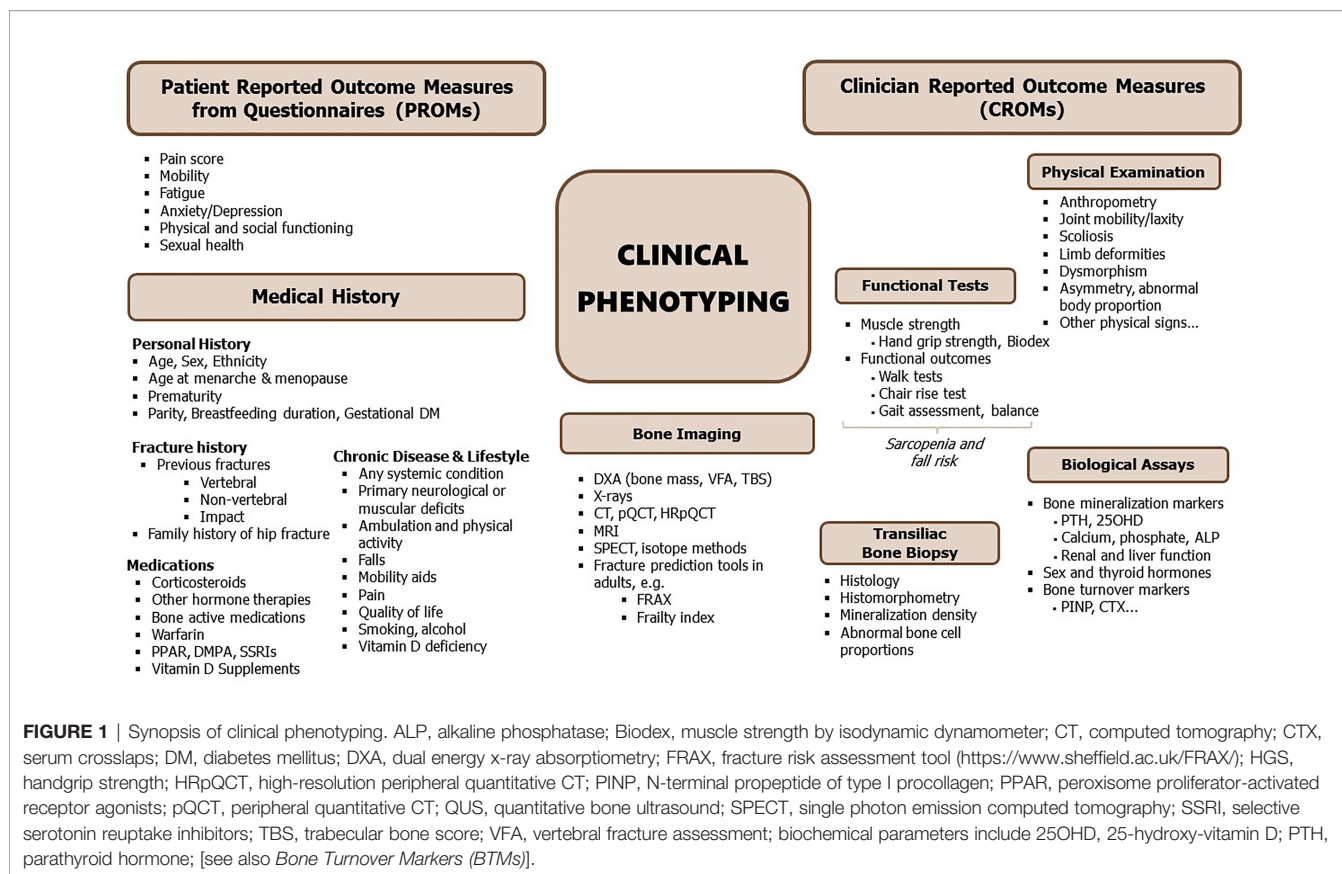 Patient Reported Outcome Measures
from Questionnaires (PROMs)
▪ Pain score
▪ Mobility
▪ Fatigue
▪ Anxiety/Depression
▪ Physical and social functioning
▪ Sexual health
Medical History
Personal History
▪ Age, Sex, Ethnicity
▪ Age at menarche & menopause
▪ Prematurity
▪ Parity, Breastfeeding duration, Gestational DM
Fracture history
▪ Previous fractures
▪ Vertebral
▪ Non-vertebral
▪ Impact
▪ Family history of hip fracture
Medications
▪ Corticosteroids
▪ Other hormone therapies
▪ Bone active medications
▪ Warfarin
▪ PPAR, DMPA, SSRIs
▪ Vitamin D Supplements
Chronic Disease & Lifestyle
▪ Any systemic condition
▪ Primary neurological or
muscular deficits
▪ Ambulation and physical
activity
▪ Falls
▪ Mobility aids
▪ Pain
▪ Quality of life
▪ Smoking, alcohol
▪ Vitamin D deficiency
CLINICAL
PHENOTYPING
Bone Imaging
▪ DXA (bone mass, VFA, TBS)
▪ X-rays
▪ CT, pQCT, HRpQCT
▪ MRI
▪ SPECT, isotope methods
▪ Fracture prediction tools in
adults, e.g.
▪ FRAX
▪ Frailty index
Clinician Reported Outcome Measures
(CROMs)
Physical Examination
▪ Anthropometry
▪ Joint mobility/laxity
▪ Scoliosis
▪ Limb deformities
▪ Dysmorphism
▪ Asymmetry, abnormal
body proportion
▪ Other physical signs...
Functional Tests
▪ Muscle strength
▪ Hand grip strength, Biodex
▪ Functional outcomes
▪ Walk tests
▪ Chair rise test
▪ Gait assessment, balance
Sarcopenia and
fall risk
Transiliac
Bone Biopsy
▪ Histology
▪ Histomorphometry
▪ Mineralization density
▪ Abnormal bone cell
proportions
Biological Assays
▪ Bone mineralization markers
▪ PTH, 25OHD
▪ Calcium, phosphate, ALP
▪ Renal and liver function
▪ Sex and thyroid hormones
▪ Bone turnover markers
▪ PINP, CTX...
FIGURE 1 | Synopsis of clinical phenotyping. ALP, alkaline phosphatase; Biodex, muscle strength by isodynamic dynamometer; CT, computed tomography; CTX,
serum crosslaps; DM, diabetes mellitus; DXA, dual energy x-ray absorptiometry; FRAX, fracture risk assessment tool (https://www.sheffield.ac.uk/FRAX/); HGS,
handgrip strength; HRpQCT, high-resolution peripheral quantitative CT; PINP, N-terminal propeptide of type I procollagen; PPAR, peroxisome proliferator-activated
receptor agonists; pQCT, peripheral quantitative CT; QUS, quantitative bone ultrasound; SPECT, single photon emission computed tomography; SSRI, selective
serotonin reuptake inhibitors; TBS, trabecular bone score; VFA, vertebral fracture assessment; biochemical parameters include 25OHD, 25-hydroxy-vitamin D; PTH,
parathyroid hormone; [see also Bone Turnover Markers (BTMs)].